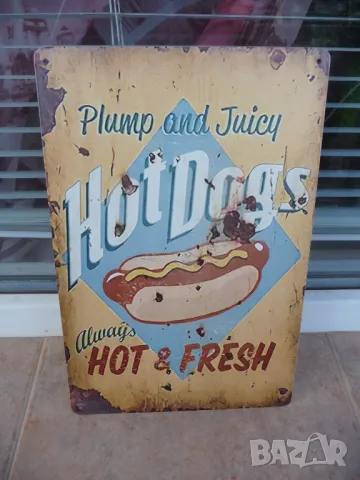 Plump and Juicy
Hot Dogs
Always
HOT & FRESH
BAZAR